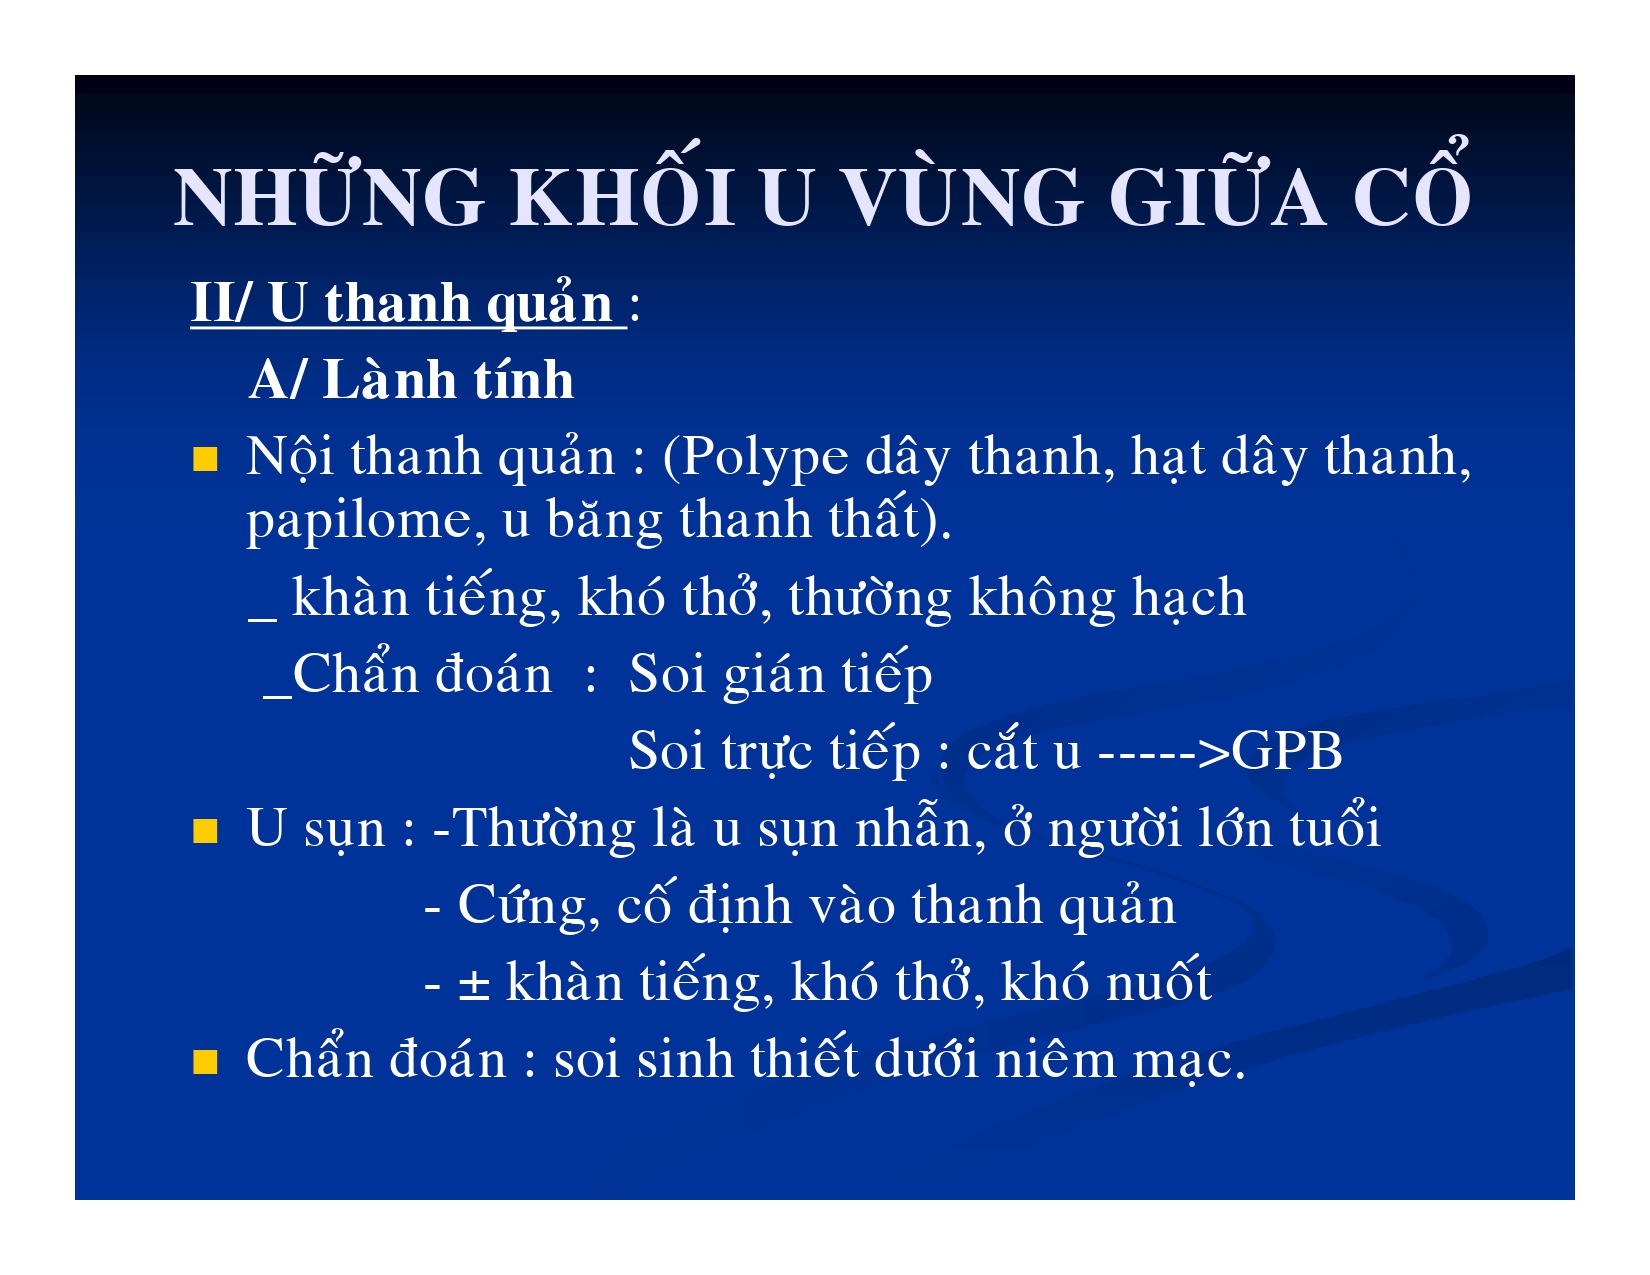 NHỮNG KHỐI U VÙNG GIỮA CỔ
II/ U thanh quản :
A/ Lành tính
Nội thanh quản : (Polype dây thanh, hạt dây thanh,
papilome, u băng thanh thất).
_ khàn tiếng, khó thở, thường không hạch
_Chẩn đoán : Soi gián tiếp
Soi trực tiếp : cắt u ----->GPB
U sụn : -Thường là u sụn nhẫn, ở người lớn tuổi
- Cứng, cố định vào thanh quản
- ± khàn tiếng, khó thở, khó nuốt
Chẩn đoán : soi sinh thiết dưới niêm mạc.